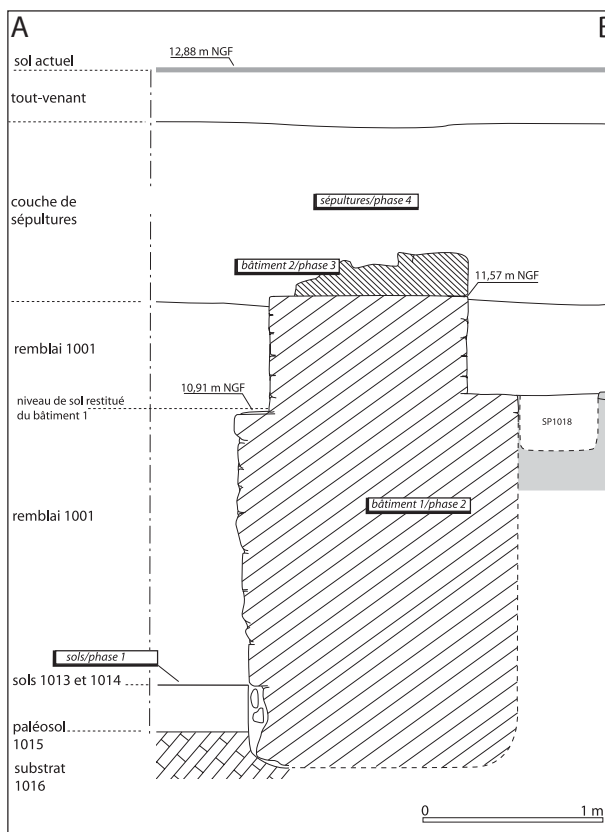 A
E
12,88 m NGF
sol actuel
tout-venant
sépultures/phase 4
couche de
sépultures
bâtiment 2/phase 3
11,57 m NGF
remblai 1001
10,91 m NGF
niveau de sol restitué
du bâtiment 1
SP1018
bâtiment 1/phase 2
remblai 1001
sols/phase 1
sols 1013 et 1014
paléosol
1015
substrat
1016
0 1 m